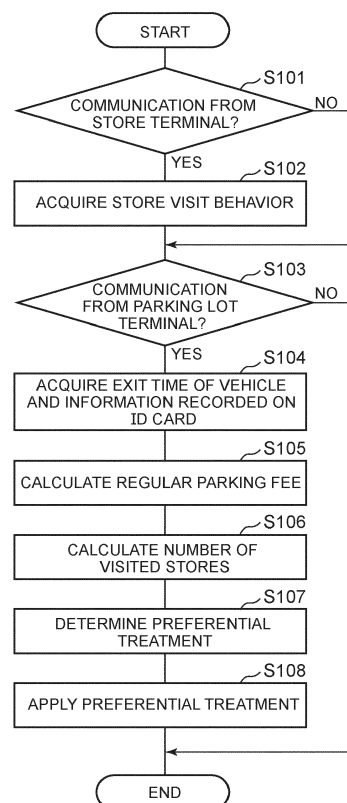 START
S101
COMMUNICATION FROM
STORE TERMINAL?
NO
YES
S102
ACQUIRE STORE VISIT BEHAVIOR
S103
COMMUNICATION
FROM PARKING LOT
TERMINAL?
NO
YES
S104
ACQUIRE EXIT TIME OF VEHICLE
AND INFORMATION RECORDED ON
ID CARD
S105
CALCULATE REGULAR PARKING FEE
S106
CALCULATE NUMBER OF
VISITED STORES
S107
DETERMINE PREFERENTIAL
TREATMENT
S108
APPLY PREFERENTIAL TREATMENT
END